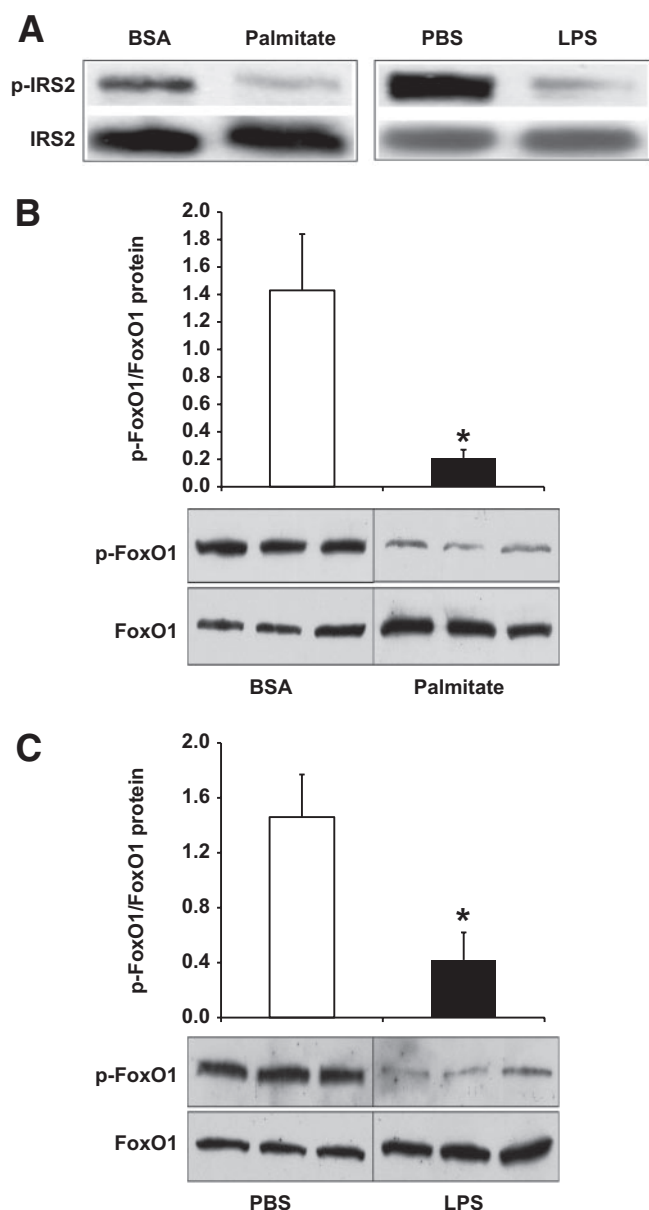 A
BSA Palmitate PBS LPS
p-IRS2
IRS2
B
p-FoxO1/FoxO1 protein
2.0
1.8
1.6
1.4
1.2
1.0
0.8
0.6
0.4
0.2
0.0
*
p-FoxO1
FoxO1
BSA Palmitate
C
p-FoxO1/FoxO1 protein
2.0
1.6
1.2
0.8
0.4
0.0
*
p-FoxO1
FoxO1
PBS LPS